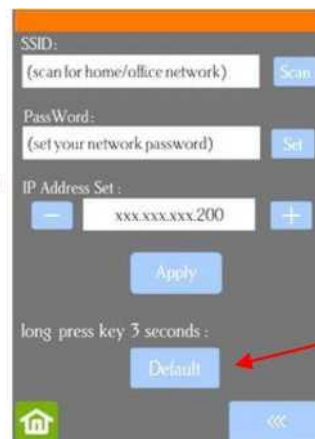 SSID:
(scan for home/office network)
Scan
PassWord:
(set your network password)
Set
IP Address Set :
− xxx.xxx.xxx.200 +
Apply
long press key 3 seconds :
Default
<<<